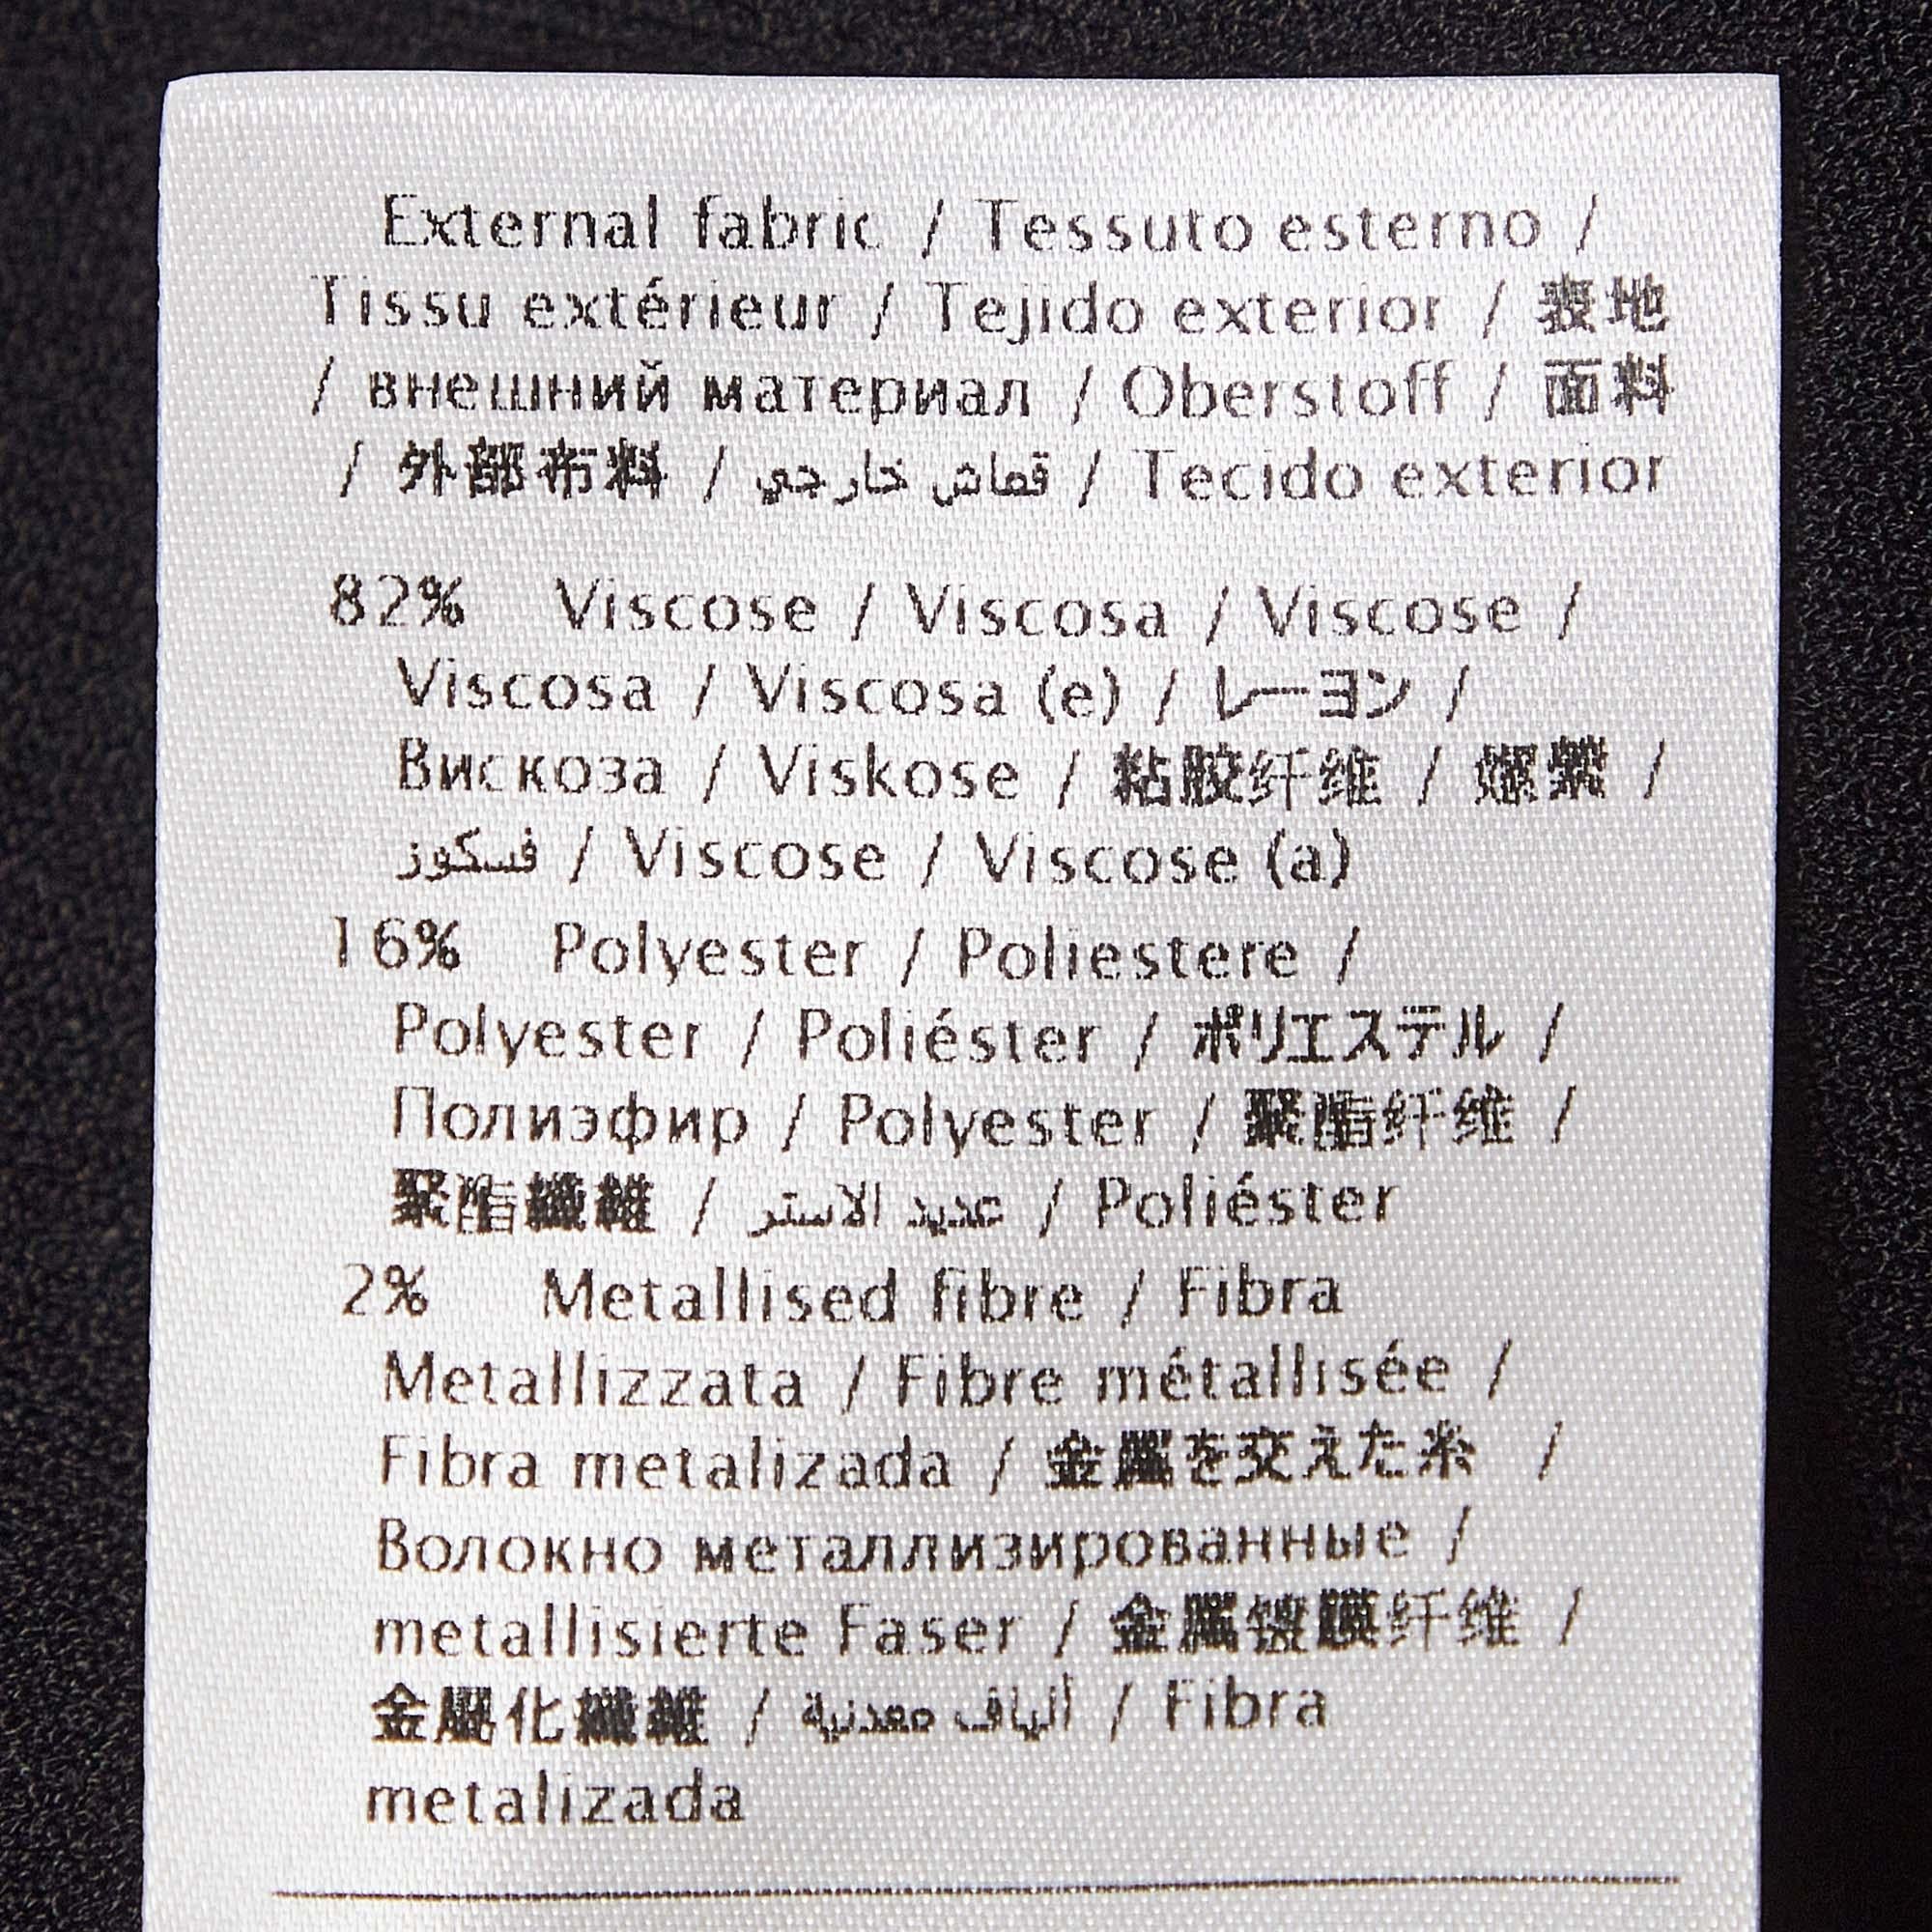 External fabric / Tessuto esterno /
Tissu extérieur / Tejido exterior / 表地
/ внешний материал / Oberstoff / 面料
/ 外部布料 / قماش خارجي / Tecido exterior
82% Viscose / Viscosa / Viscose /
Viscosa / Viscosa (e) / レーヨン /
Вискоза / Viskose / 粘胶纤维 / 嫘縈 /
فسكوز / Viscose / Viscose (a)
16% Polyester / Poliestere /
Polyester / Poliéster / ポリエステル /
Полиэфир / Polyester / 聚酯纤维 /
聚酯纖維 / عديد الاستر / Poliéster
2% Metallised fibre / Fibra
Metallizzata / Fibre métallisée /
Fibra metalizada / 金属を交えた糸 /
Волокно металлизированные /
metallisierte Faser / 金属镀膜纤维 /
金屬化纖維 / ألياف معدنية / Fibra
metalizada